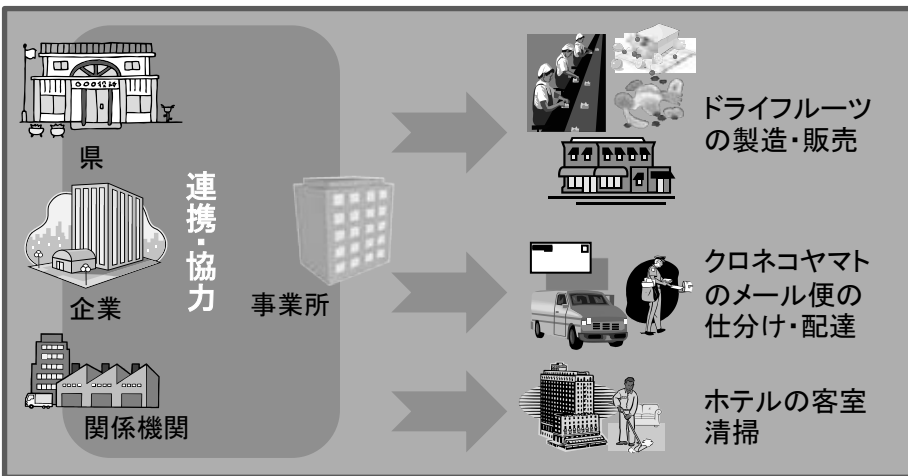 県
企業
関係機関
連携・協力
事業所
ドライフルーツ
の製造・販売
クロネコヤマト
のメール便の
仕分け・配達
ホテルの客室
清掃